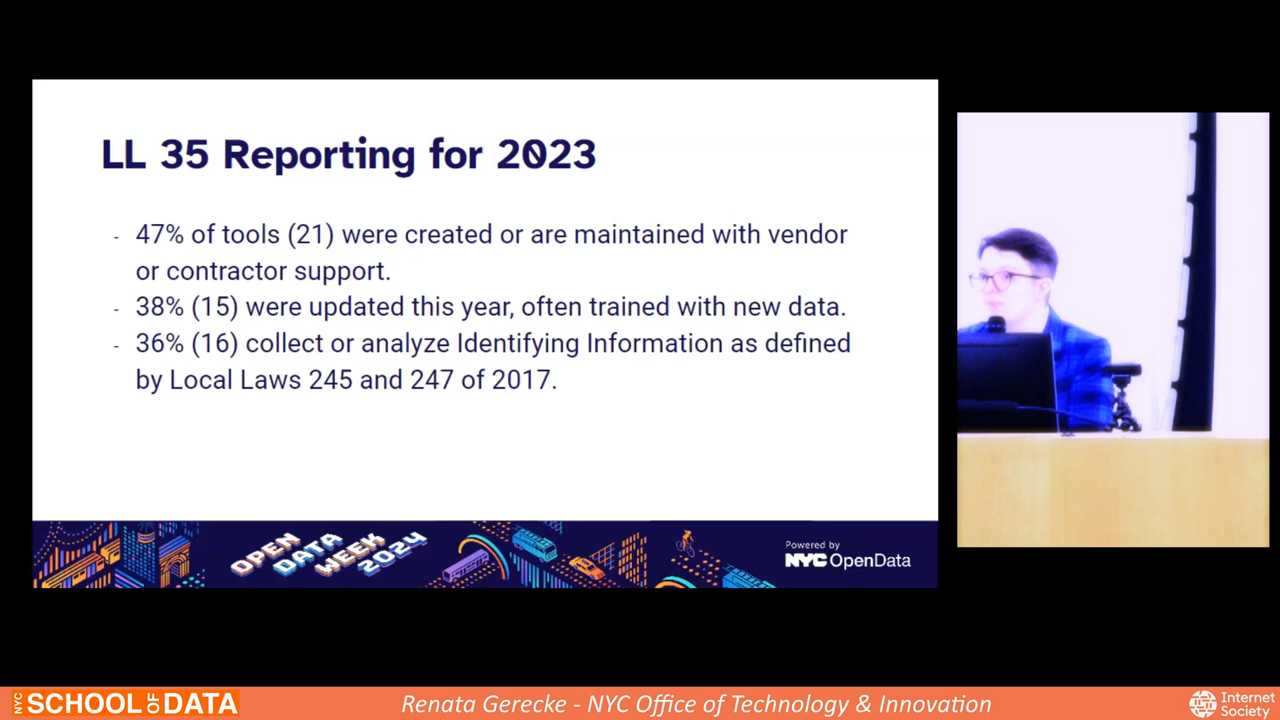 LL 35 Reporting for 2023
- 47% of tools (21) were created or are maintained with vendor
or contractor support.
- 38% (15) were updated this year, often trained with new data.
- 36% (16) collect or analyze Identifying Information as defined
by Local Laws 245 and 247 of 2017.
OPEN
DATA
WEEK
2024
Powered by
NYC OpenData
NYC SCHOOL OF DATA
Renata Gerecke - NYC Office of Technology & Innovation
Internet
Society